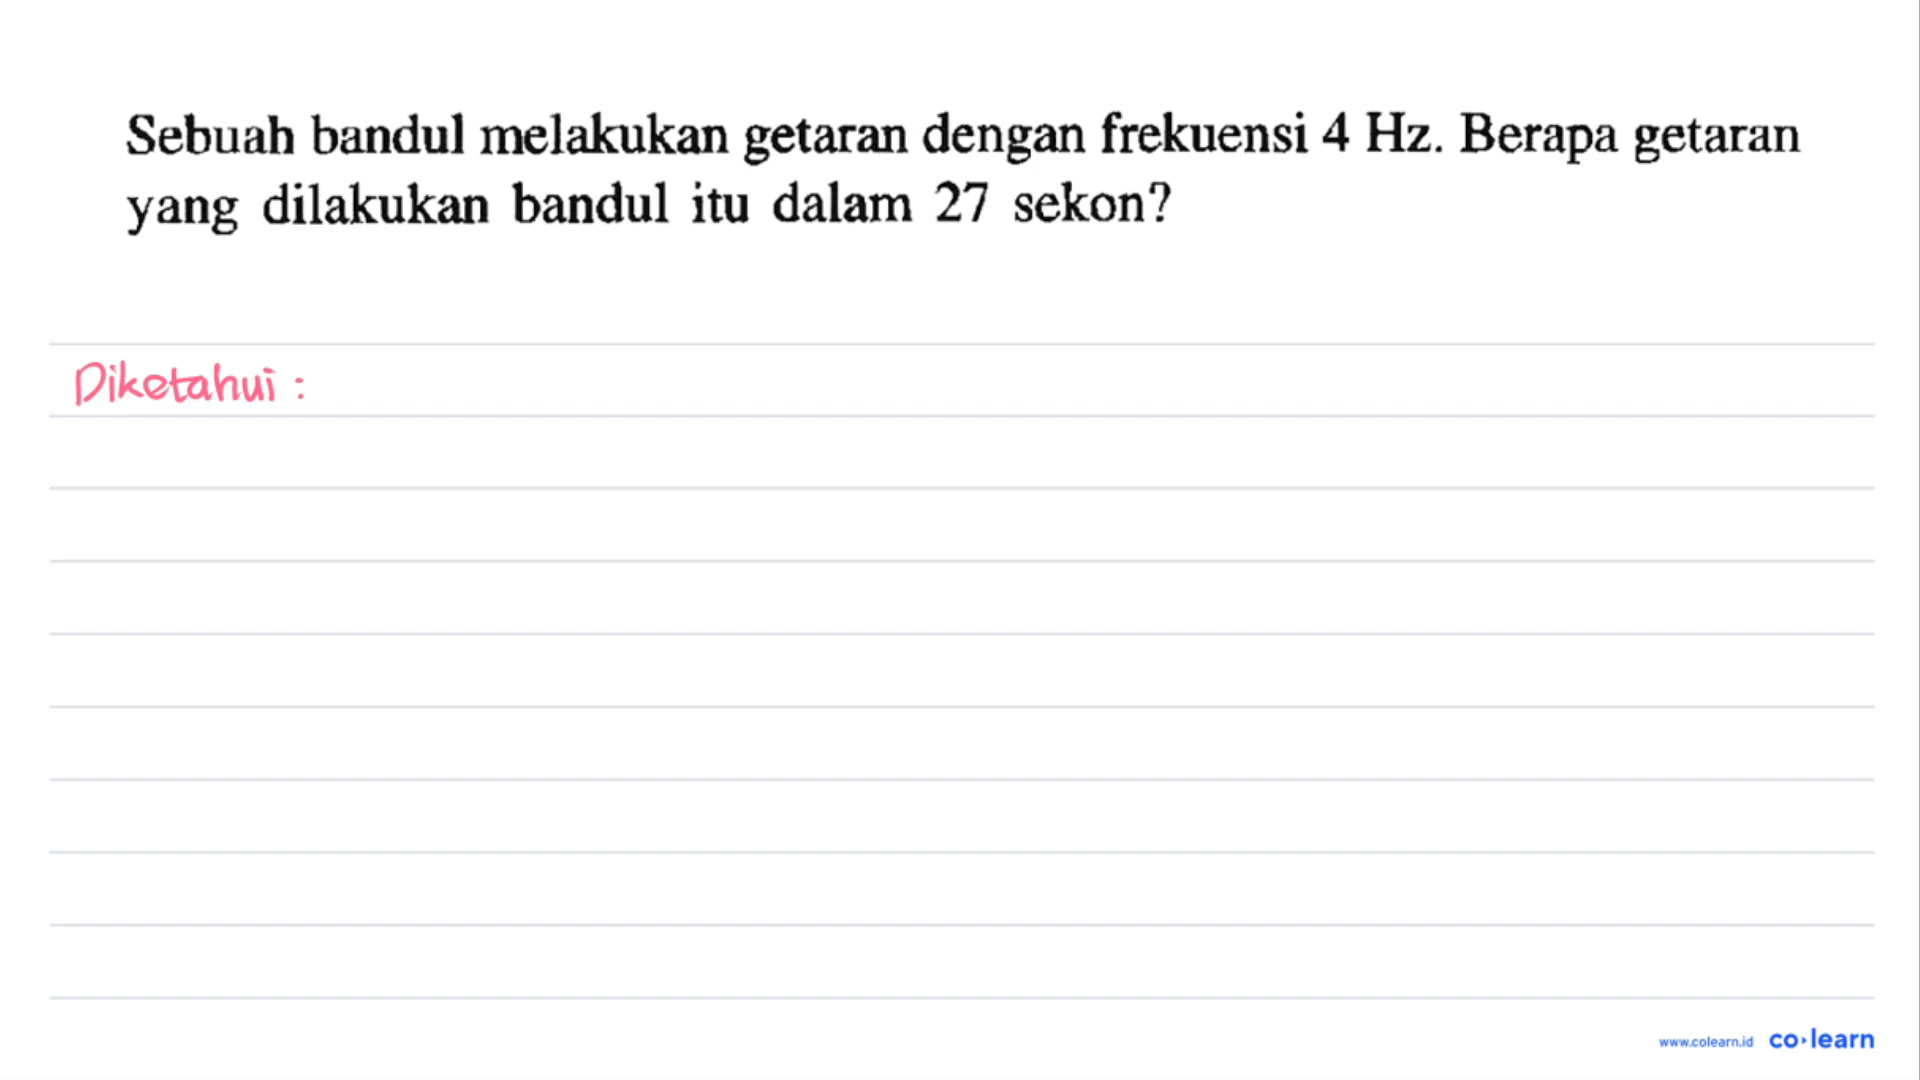 Sebuah bandul melakukan getaran dengan frekuensi 4 Hz. Berapa getaran
yang dilakukan bandul itu dalam 27 sekon?
Diketahui :
www.colearn.id co·learn